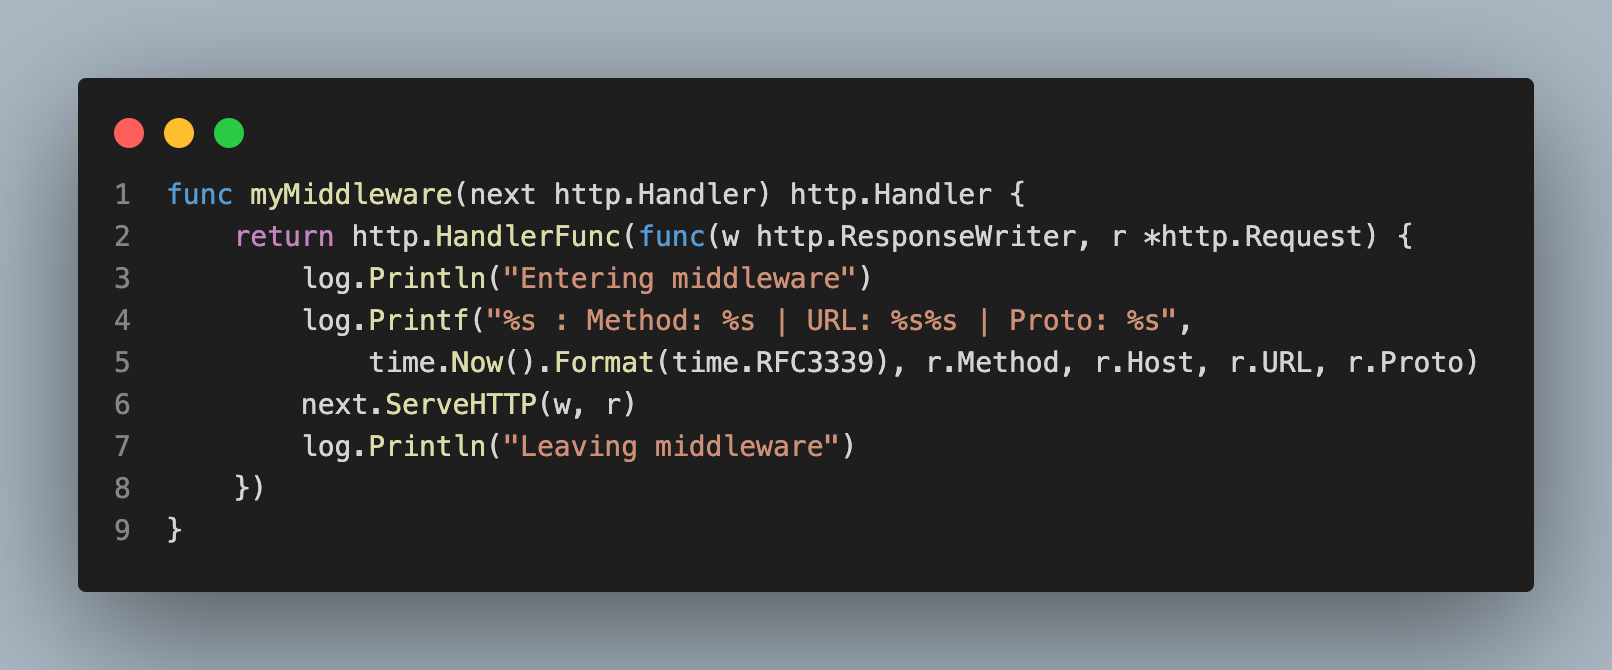 1 func myMiddleware(next http.Handler) http.Handler {
2     return http.HandlerFunc(func(w http.ResponseWriter, r *http.Request) {
3         log.Println("Entering middleware")
4         log.Printf("%s : Method: %s | URL: %s%s | Proto: %s",
5             time.Now().Format(time.RFC3339), r.Method, r.Host, r.URL, r.Proto)
6         next.ServeHTTP(w, r)
7         log.Println("Leaving middleware")
8     })
9 }